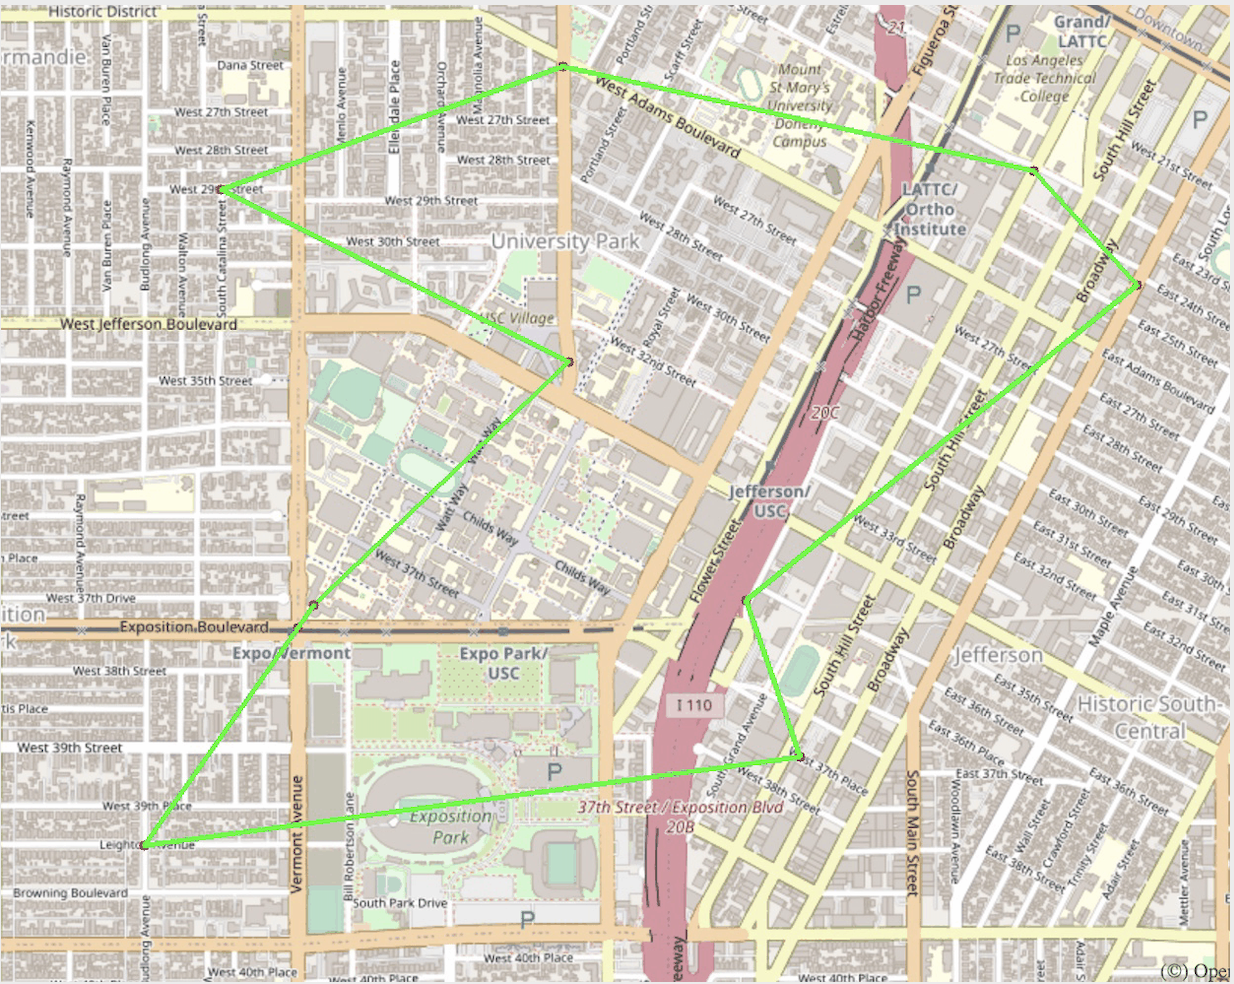 Historic District
21
Grand/
LATTC
Downtown
Figueroa St
Portland St
Scarff Street
Magnolia Avenue
Orchard Avenue
Ellendale Place
Menlo Avenue
Van Buren Place
ormandie
Dana Street
Mount
St Mary's
University
Doheny
Campus
Los Angeles
Trade Technical
College
P
South Hill Street
P
West 27th Street
West 27th Street
West Adams Boulevard
Portland Street
West 28th Street
West 28th Street
West 21st Street
Kenwood Avenue
Raymond Avenue
Van Buren Place
Budlong Avenue
Walton Avenue
South Catalina Street
West 29th Street
West 29th Street
West 27th Street
LATTC/
Ortho
Institute
West 30th Street
University Park
West 28th Street
Harbor Freeway
P
Broadway
East 23rd
East 24th Street
East 25th Street
West 30th Street
Royal Street
USC Village
West Jefferson Boulevard
West 32nd Street
West 27th Street
East Adams Boulevard
East 27th Street
East 28th Street
West 35th Street
20C
South Hill Street
Watt Way
Watt Way
Childs Way
Childs Way
Jefferson/
USC
Broadway
West 33rd Street
East 30th Street
East 29th Street
East 31st Street
East 32nd Street
East 30th
East 31st Street
East 32nd Street
Raymond Avenue
treet
n Place
West 37th Street
Flower Street
Maple Avenue
West 37th Drive
ition
rk
Exposition Boulevard
Expo/Vermont
Expo Park/
USC
South Hill Street
Broadway
Jefferson
West 38th Street
East 35th Street
East 36th Street
East 36th Place
East 36th Street
Historic South-
Central
tis Place
I 110
South Grand Avenue
West 39th Street
West 37th Place
West 38th Street
P
East 37th Street
West 39th Place
37th Street / Exposition Blvd
20B
Exposition
Park
Leighton Avenue
Vermont Avenue
Bill Robertson Lane
South Main Street
Woodlawn Avenue
Wall Street
Crawford Street
Trinity Street
Adair Street
East 38th Street
Mettler Avenue
Browning Boulevard
South Park Drive
P
udlong Avenue
West 40th Place
West 40th Place
West 40th Place
West 40th Place
eeway
Adair S
(©) Ope